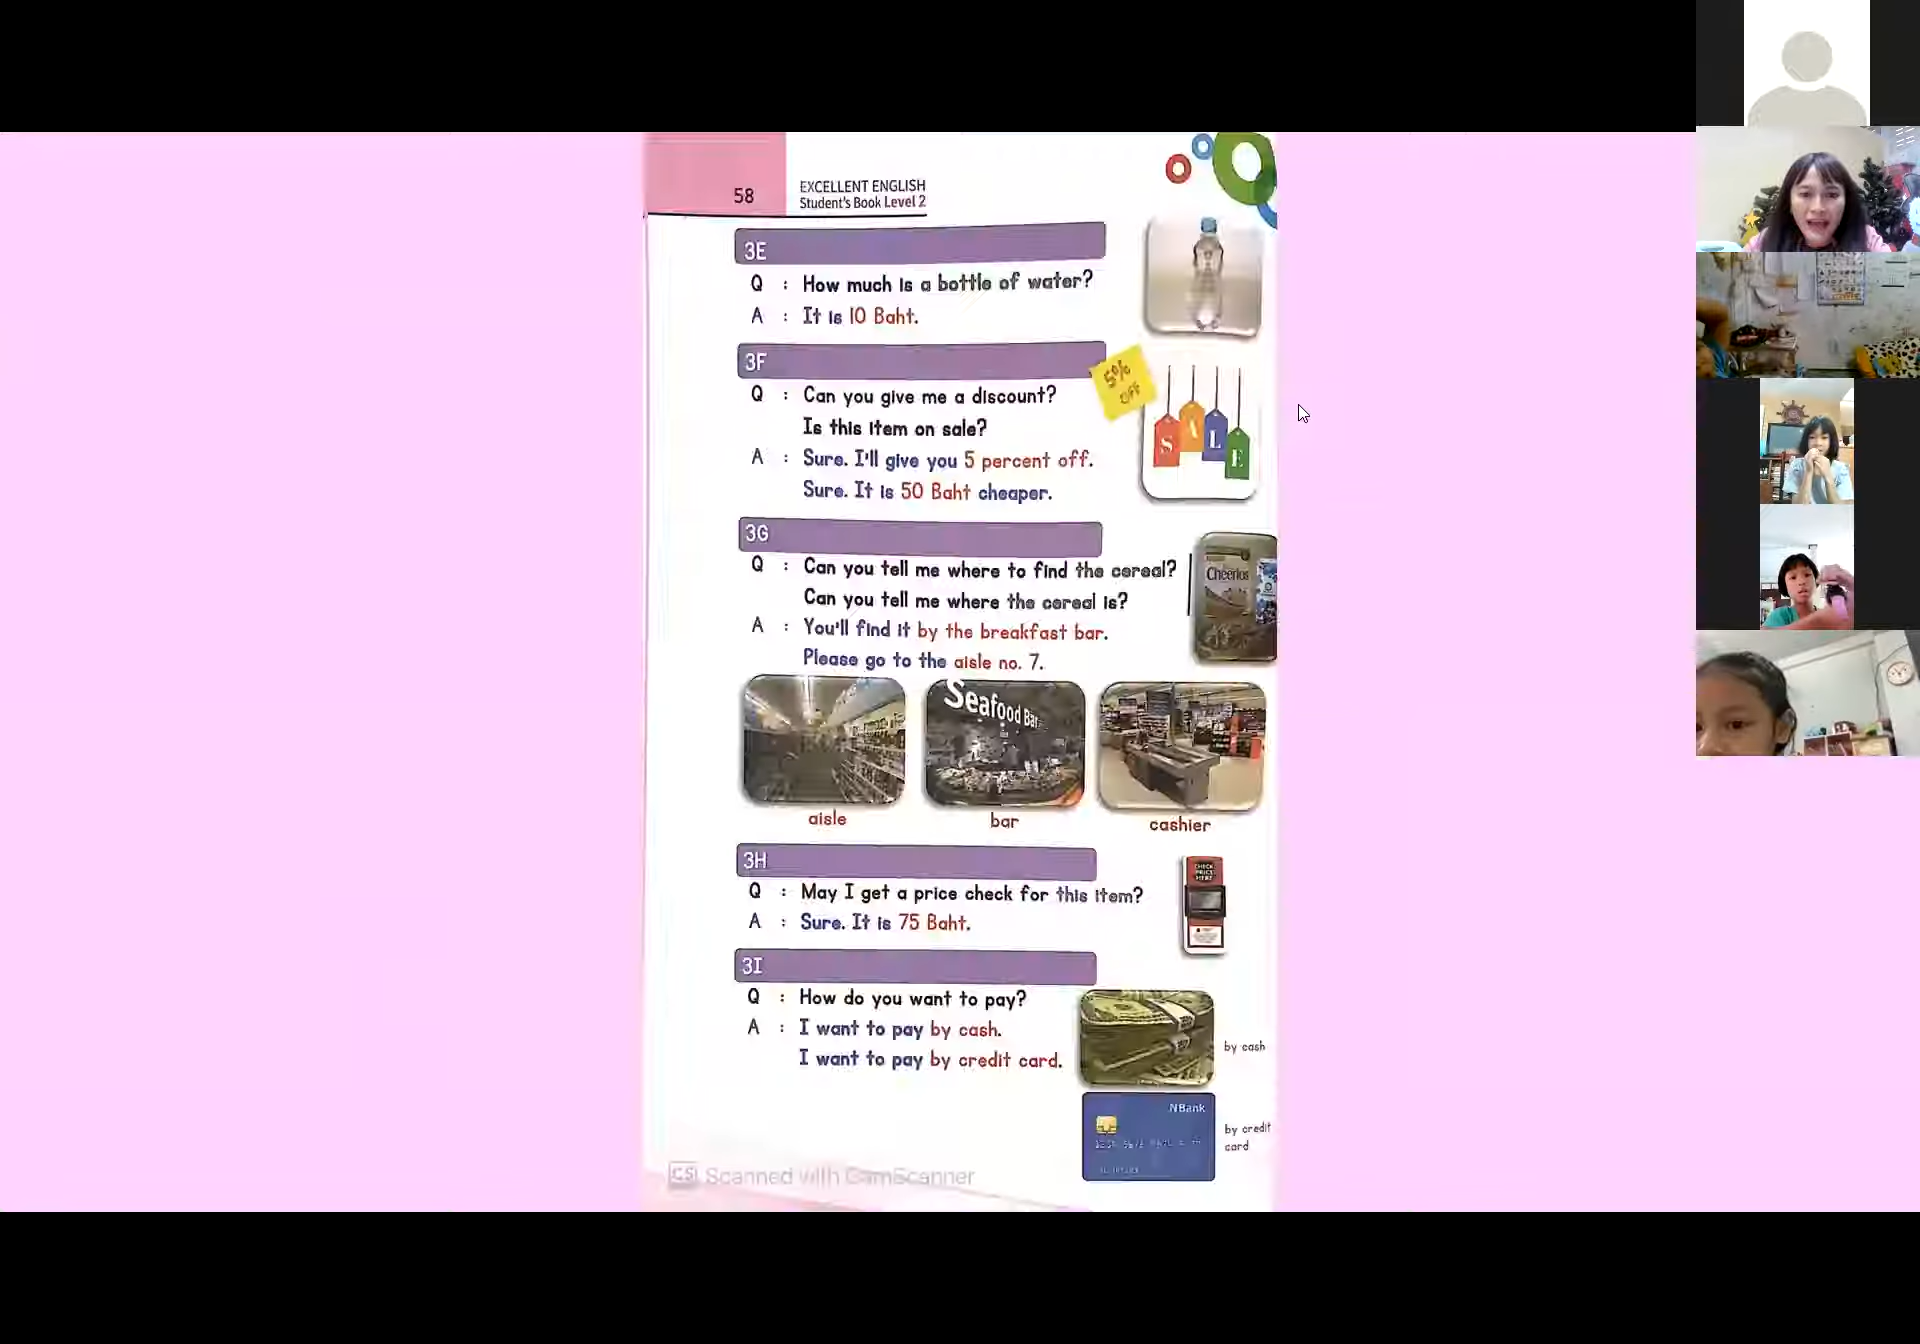 58
EXCELLENT ENGLISH
Student's Book Level 2
3E
Q : How much is a bottle of water?
A : It is 10 Baht.
3F
5%
OFF
Q : Can you give me a discount?
Is this item on sale?
S A L E
A : Sure. I'll give you 5 percent off.
Sure. It is 50 Baht cheaper.
3G
Q : Can you tell me where to find the cereal?
Can you tell me where the cereal is?
Cheerios
A : You'll find it by the breakfast bar.
Please go to the aisle no. 7.
Seafood Bar
aisle
bar
cashier
3H
CHECK
PRICE
HERE
Q : May I get a price check for this item?
A : Sure. It is 75 Baht.
3I
Q : How do you want to pay?
A : I want to pay by cash.
by cash
I want to pay by credit card.
NBank
by credit
card
CS Scanned with CamScanner